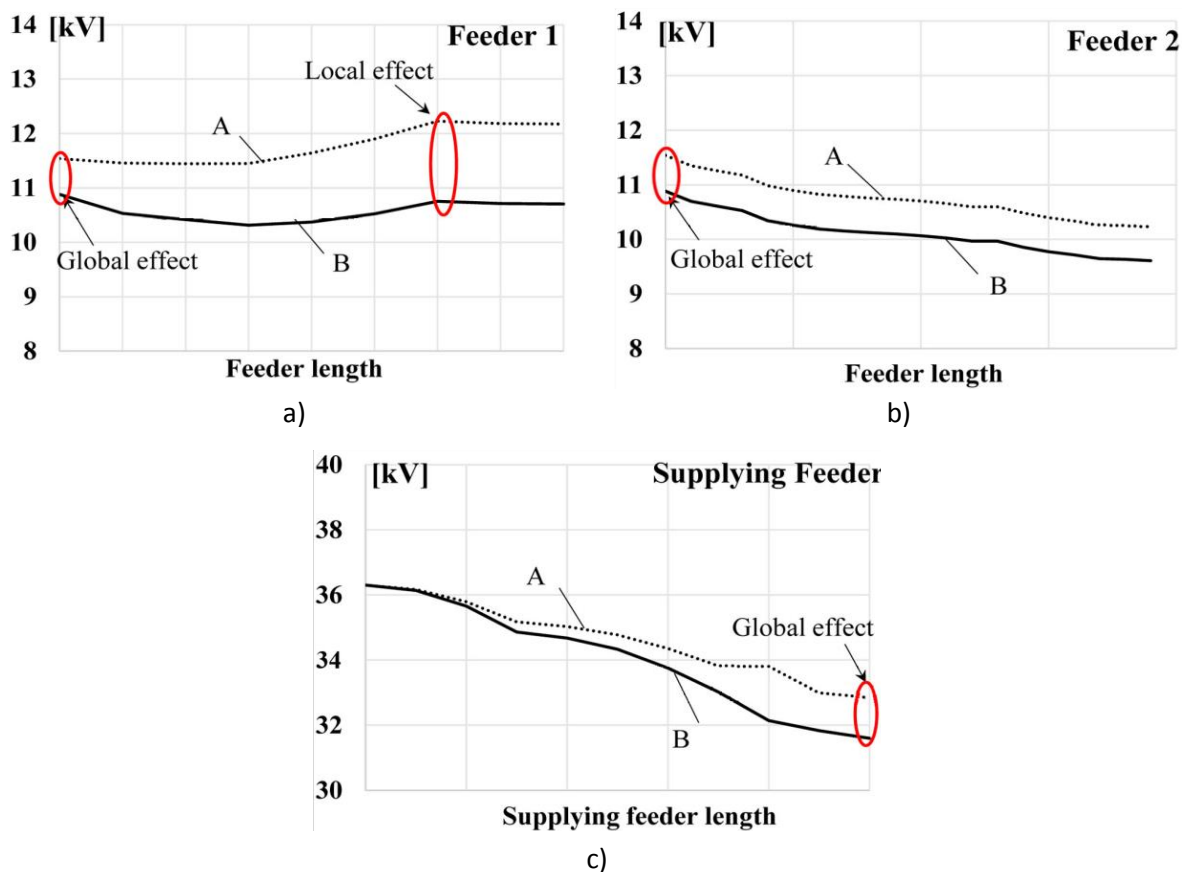 [kV]
Feeder 1
14
13
12
11
10
9
8
Local effect
A
Global effect
B
Feeder length
a)
[kV]
Feeder 2
14
13
12
11
10
9
8
A
Global effect
B
Feeder length
b)
[kV]
Supplying Feeder
40
38
36
34
32
30
A
Global effect
B
Supplying feeder length
c)